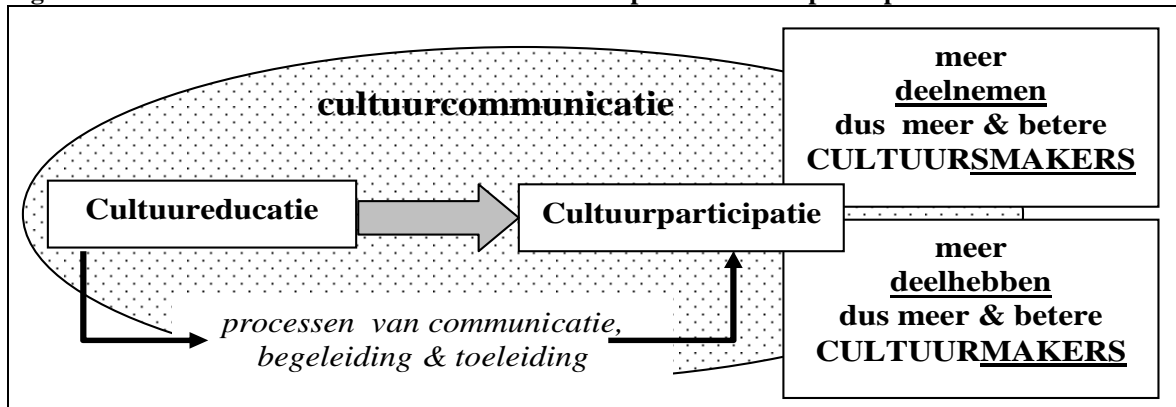 cultuurcommunicatie
Cultuureducatie
Cultuurparticipatie
processen van communicatie,
begeleiding & toeleiding
meer
deelnemen
dus meer & betere
CULTUURSMAKERS
meer
deelhebben
dus meer & betere
CULTUURMAKERS